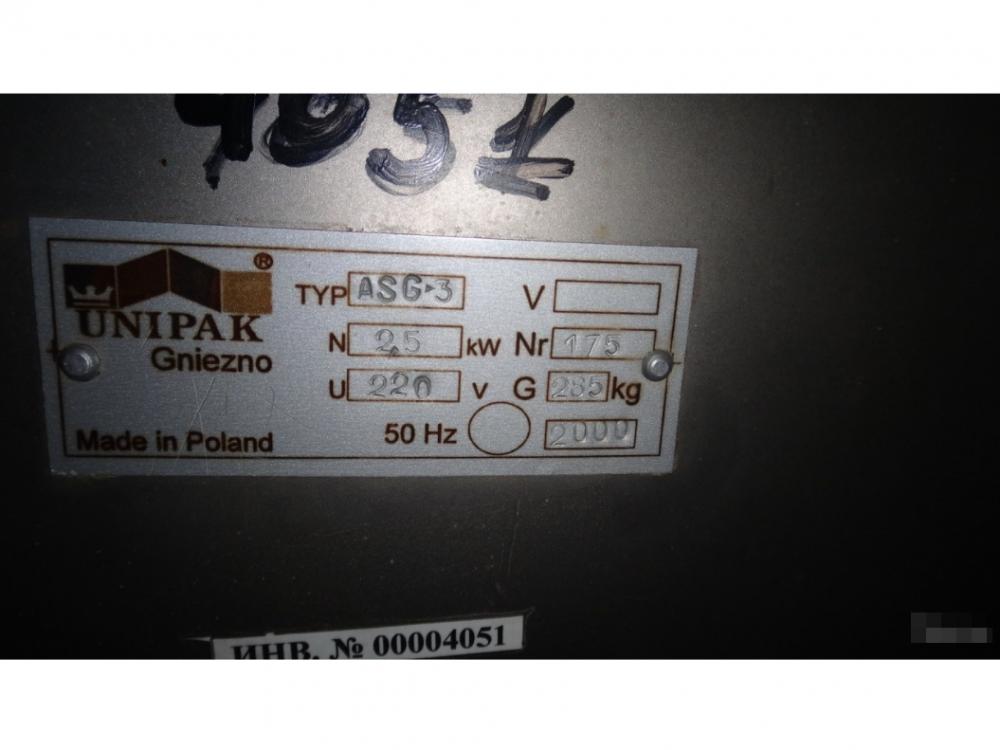 4051
UNIPAK ®
Gniezno
Made in Poland
TYP ASG-3
N 2,5 kW
U 220 V
50 Hz
V
Nr 175
G 285 kg
2000
ИНВ. № 00004051